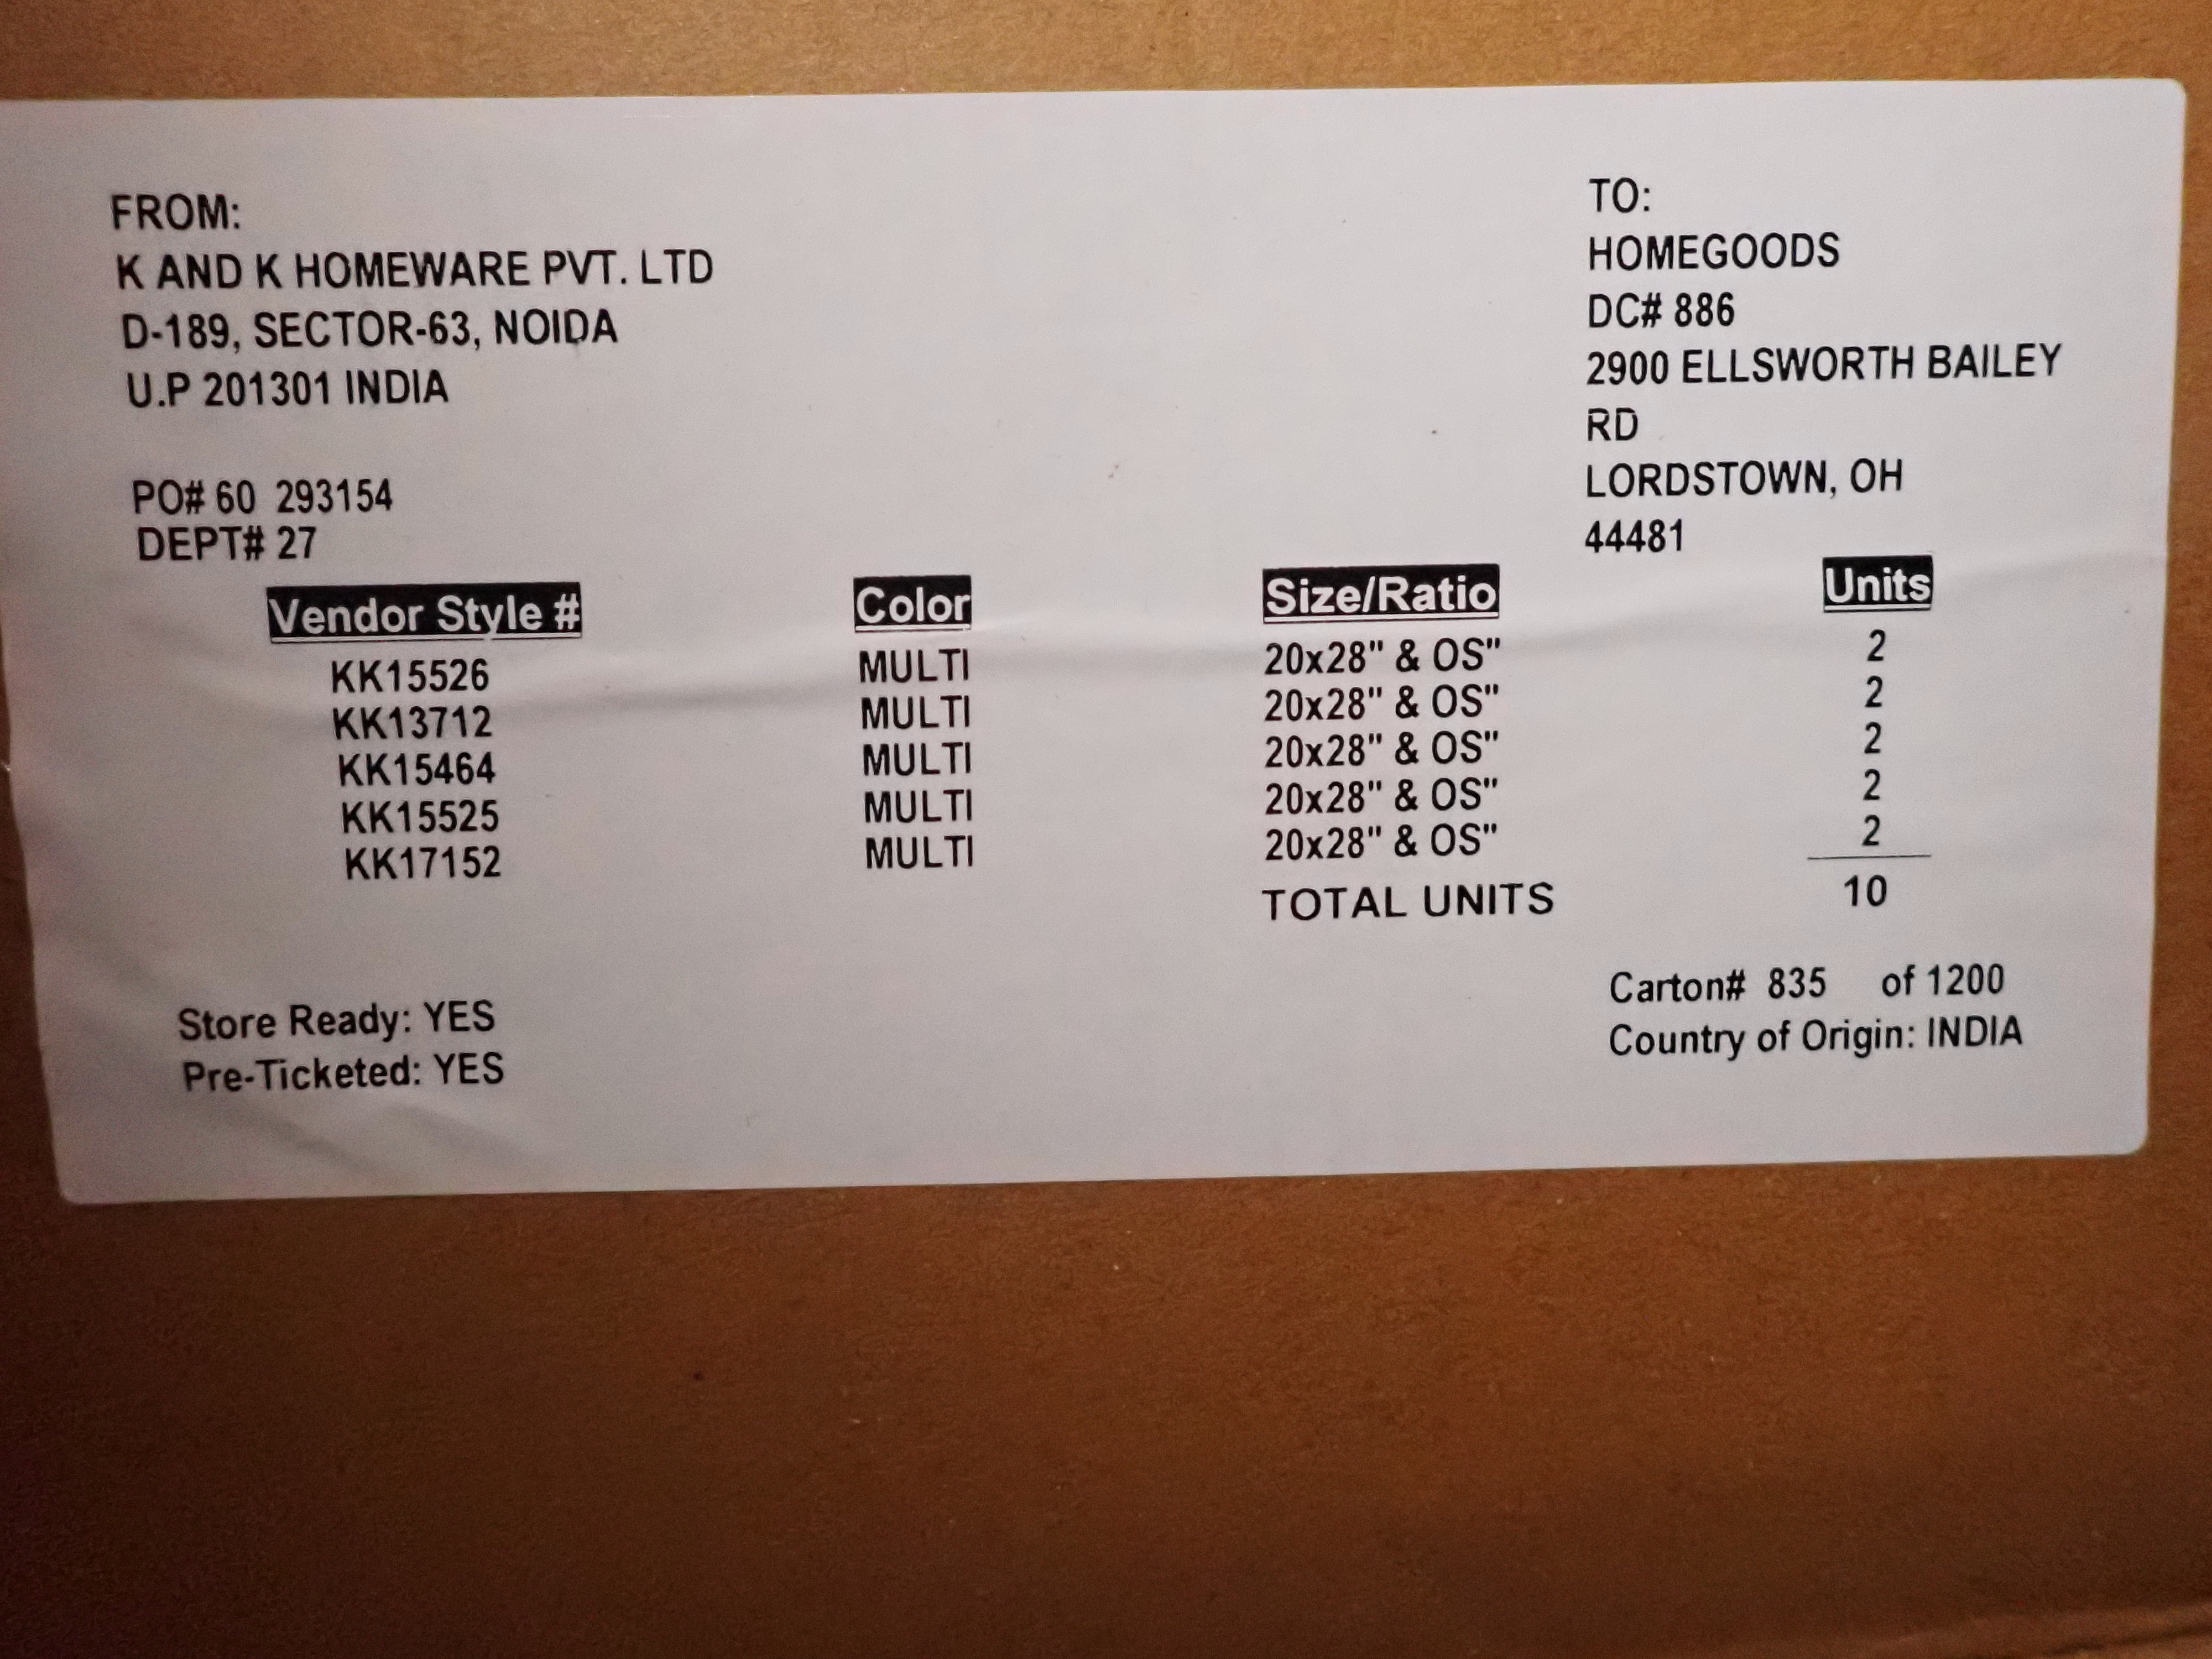 FROM:
K AND K HOMEWARE PVT. LTD
D-189, SECTOR-63, NOIDA
U.P 201301 INDIA
PO# 60 293154
DEPT# 27
TO:
HOMEGOODS
DC# 886
2900 ELLSWORTH BAILEY
RD
LORDSTOWN, OH
44481
Vendor Style # Color Size/Ratio Units
KK15526 MULTI 20x28" & OS" 2
KK13712 MULTI 20x28" & OS" 2
KK15464 MULTI 20x28" & OS" 2
KK15525 MULTI 20x28" & OS" 2
KK17152 MULTI 20x28" & OS" 2
TOTAL UNITS 10
Store Ready: YES
Pre-Ticketed: YES
Carton# 835 of 1200
Country of Origin: INDIA